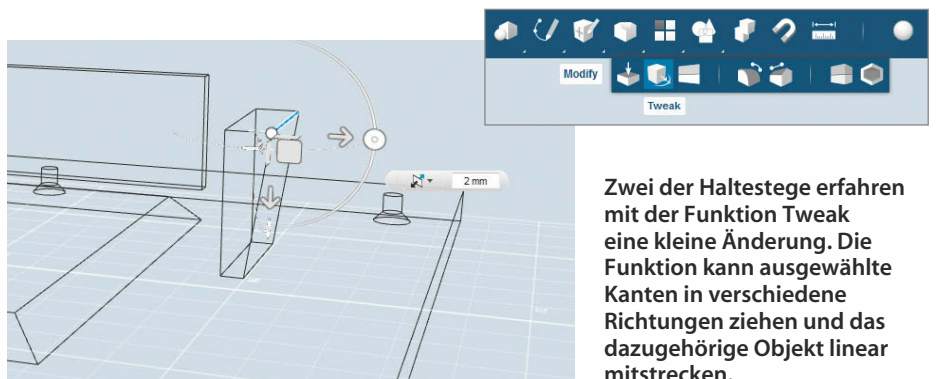 Modify
Tweak
2 mm
Zwei der Haltestege erfahren
mit der Funktion Tweak
eine kleine Änderung. Die
Funktion kann ausgewählte
Kanten in verschiedene
Richtungen ziehen und das
dazugehörige Objekt linear
mitstrecken.